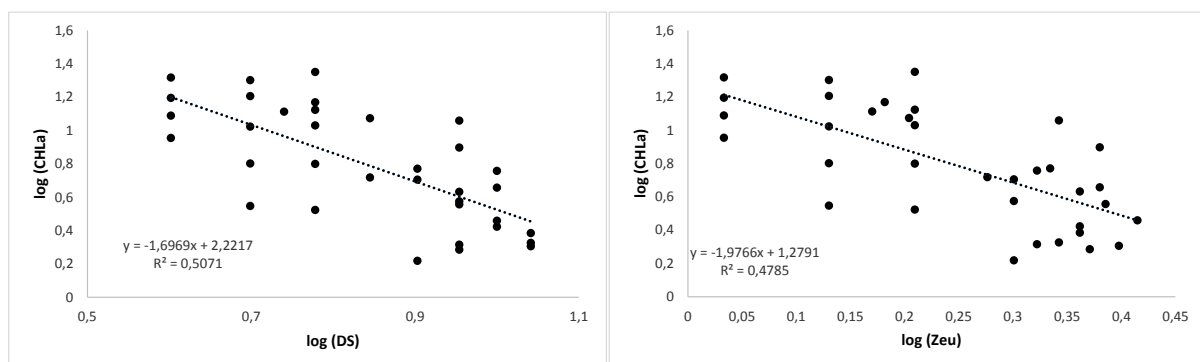 1,6
1,4
1,2
1
0,8
0,6
0,4
0,2
0
log (CHLa)
y = -1,6969x + 2,2217
R² = 0,5071
0,5 0,7 0,9 1,1
log (DS)
1,6
1,4
1,2
1
0,8
0,6
0,4
0,2
0
log (CHLa)
y = -1,9766x + 1,2791
R² = 0,4785
0 0,05 0,1 0,15 0,2 0,25 0,3 0,35 0,4 0,45
log (Zeu)